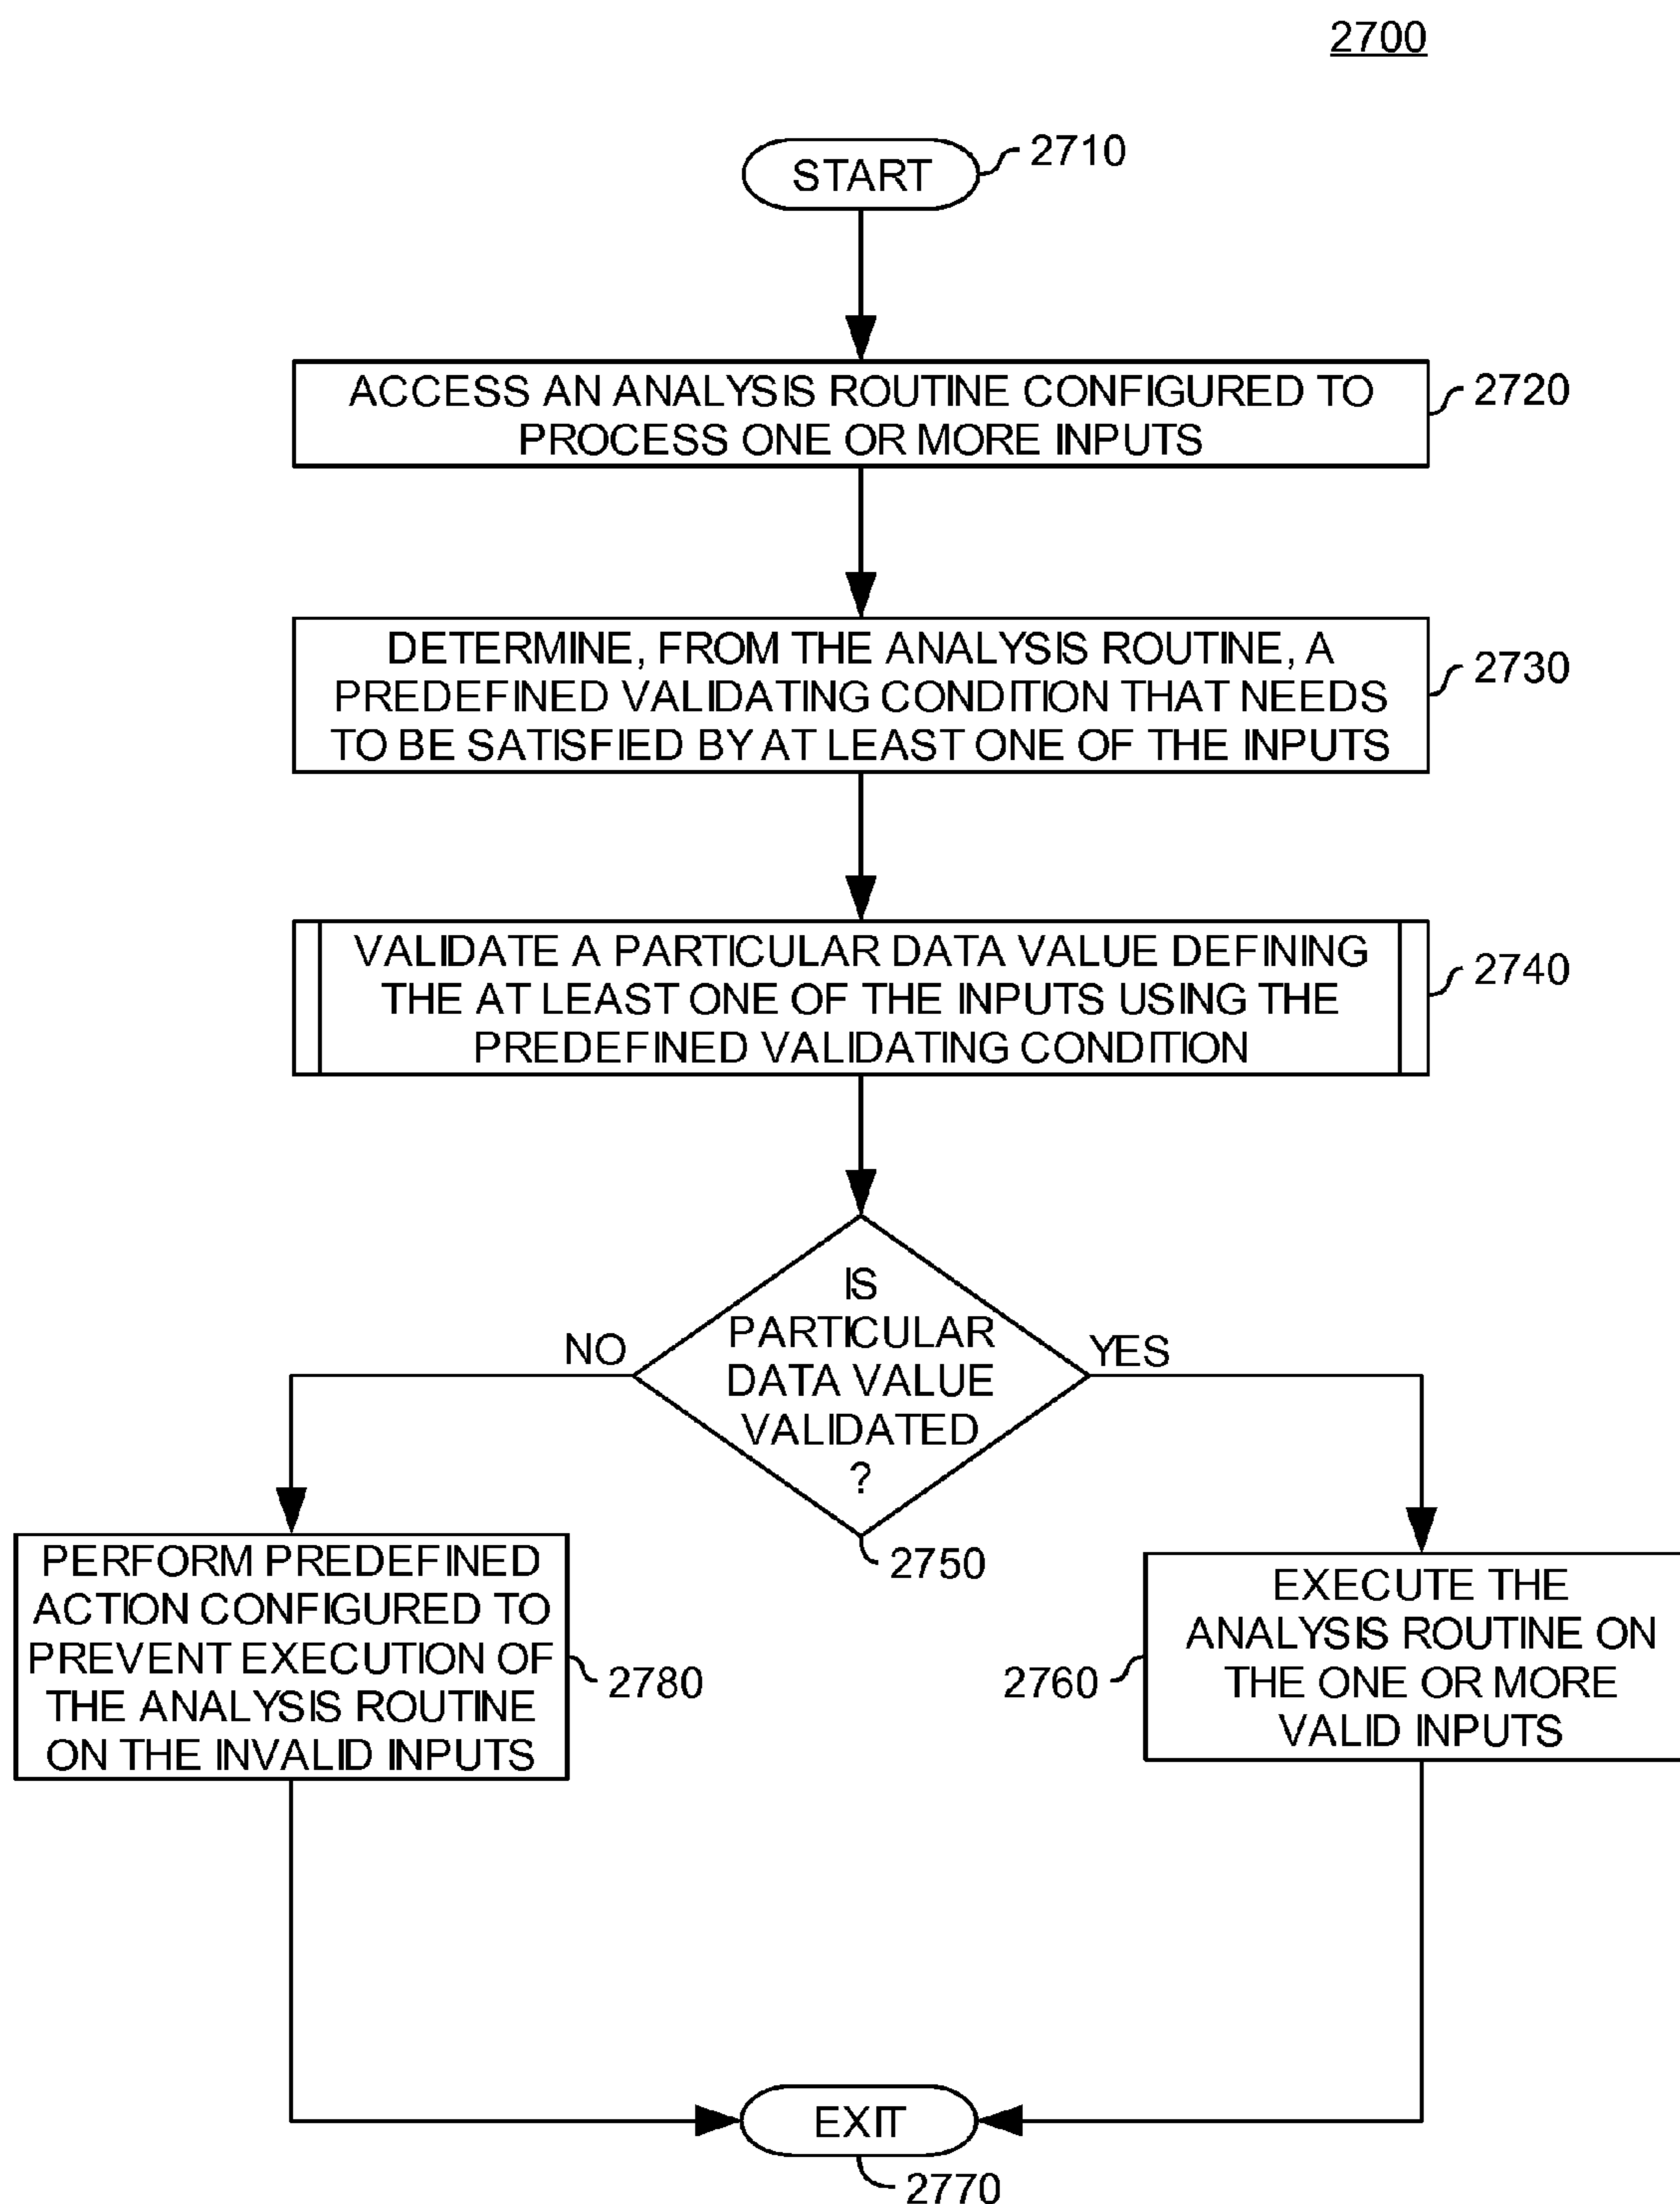 2700
START
2710
ACCESS AN ANALYSIS ROUTINE CONFIGURED TO
PROCESS ONE OR MORE INPUTS
2720
DETERMINE, FROM THE ANALYSIS ROUTINE, A
PREDEFINED VALIDATING CONDITION THAT NEEDS
TO BE SATISFIED BY AT LEAST ONE OF THE INPUTS
2730
VALIDATE A PARTICULAR DATA VALUE DEFINING
THE AT LEAST ONE OF THE INPUTS USING THE
PREDEFINED VALIDATING CONDITION
2740
IS
PARTICULAR
DATA VALUE
VALIDATED
?
NO
YES
2750
PERFORM PREDEFINED
ACTION CONFIGURED TO
PREVENT EXECUTION OF
THE ANALYSIS ROUTINE
ON THE INVALID INPUTS
2780
2760
EXECUTE THE
ANALYSIS ROUTINE ON
THE ONE OR MORE
VALID INPUTS
EXIT
2770